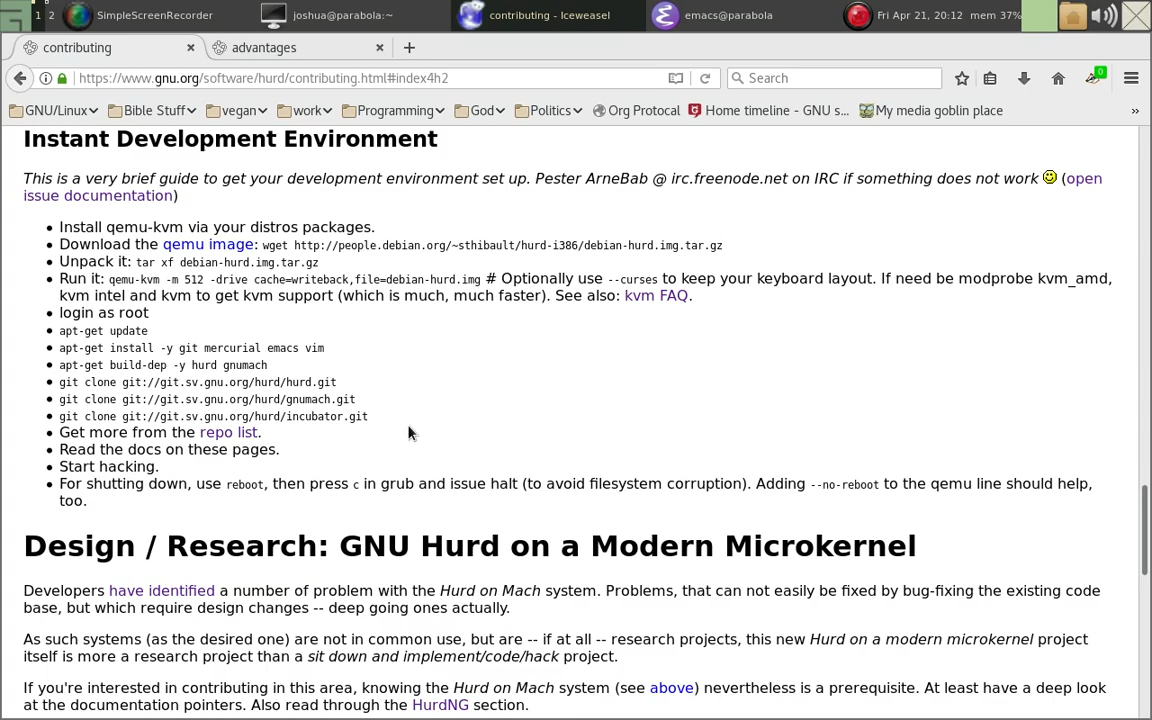 1 2 SimpleScreenRecorder joshua@parabola:~ contributing - Iceweasel emacs@parabola Fri Apr 21, 20:12 mem 37%
contributing advantages
https://www.gnu.org/software/hurd/contributing.html#index4h2 Search 0
GNU/Linux Bible Stuff vegan work Programming God Politics Org Protocal Home timeline - GNU s... My media goblin place »
Instant Development Environment
This is a very brief guide to get your development environment set up. Pester ArneBab @ irc.freenode.net on IRC if something does not work (open
issue documentation)
• Install qemu-kvm via your distros packages.
• Download the qemu image: wget http://people.debian.org/~sthibault/hurd-i386/debian-hurd.img.tar.gz
• Unpack it: tar xf debian-hurd.img.tar.gz
• Run it: qemu-kvm -m 512 -drive cache=writeback,file=debian-hurd.img # Optionally use --curses to keep your keyboard layout. If need be modprobe kvm_amd,
kvm intel and kvm to get kvm support (which is much, much faster). See also: kvm FAQ.
• login as root
• apt-get update
• apt-get install -y git mercurial emacs vim
• apt-get build-dep -y hurd gnumach
• git clone git://git.sv.gnu.org/hurd/hurd.git
• git clone git://git.sv.gnu.org/hurd/gnumach.git
• git clone git://git.sv.gnu.org/hurd/incubator.git
• Get more from the repo list.
• Read the docs on these pages.
• Start hacking.
• For shutting down, use reboot, then press c in grub and issue halt (to avoid filesystem corruption). Adding --no-reboot to the qemu line should help,
too.
Design / Research: GNU Hurd on a Modern Microkernel
Developers have identified a number of problem with the Hurd on Mach system. Problems, that can not easily be fixed by bug-fixing the existing code
base, but which require design changes -- deep going ones actually.
As such systems (as the desired one) are not in common use, but are -- if at all -- research projects, this new Hurd on a modern microkernel project
itself is more a research project than a sit down and implement/code/hack project.
If you're interested in contributing in this area, knowing the Hurd on Mach system (see above) nevertheless is a prerequisite. At least have a deep look
at the documentation pointers. Also read through the HurdNG section.